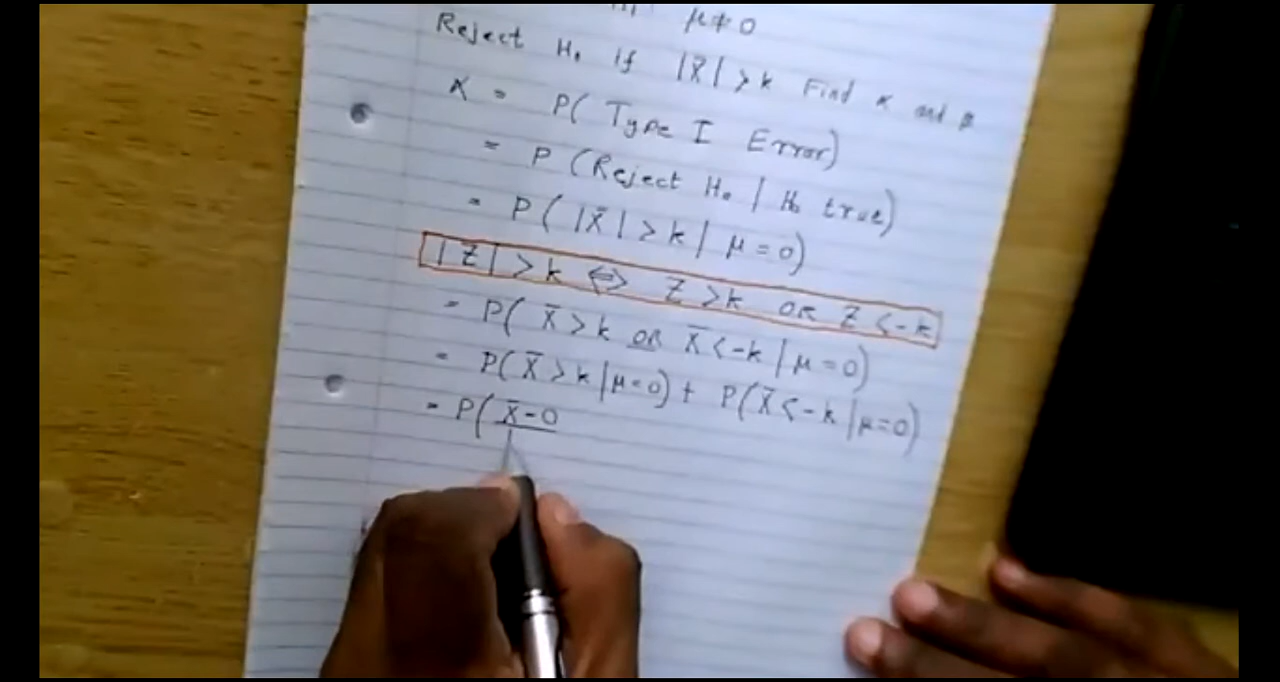 μ ≠ 0
Reject H₀ if |X̄| > k Find α and β
α = P( Type I Error)
= P (Reject H₀ | H₀ true)
= P( |X̄| > k | μ = 0)
|Z| > k ⇔ Z > k OR Z < -k
= P( X̄ > k OR X̄ < -k | μ = 0)
= P(X̄ > k | μ = 0) + P(X̄ < -k | μ = 0)
= P( X̄ - 0